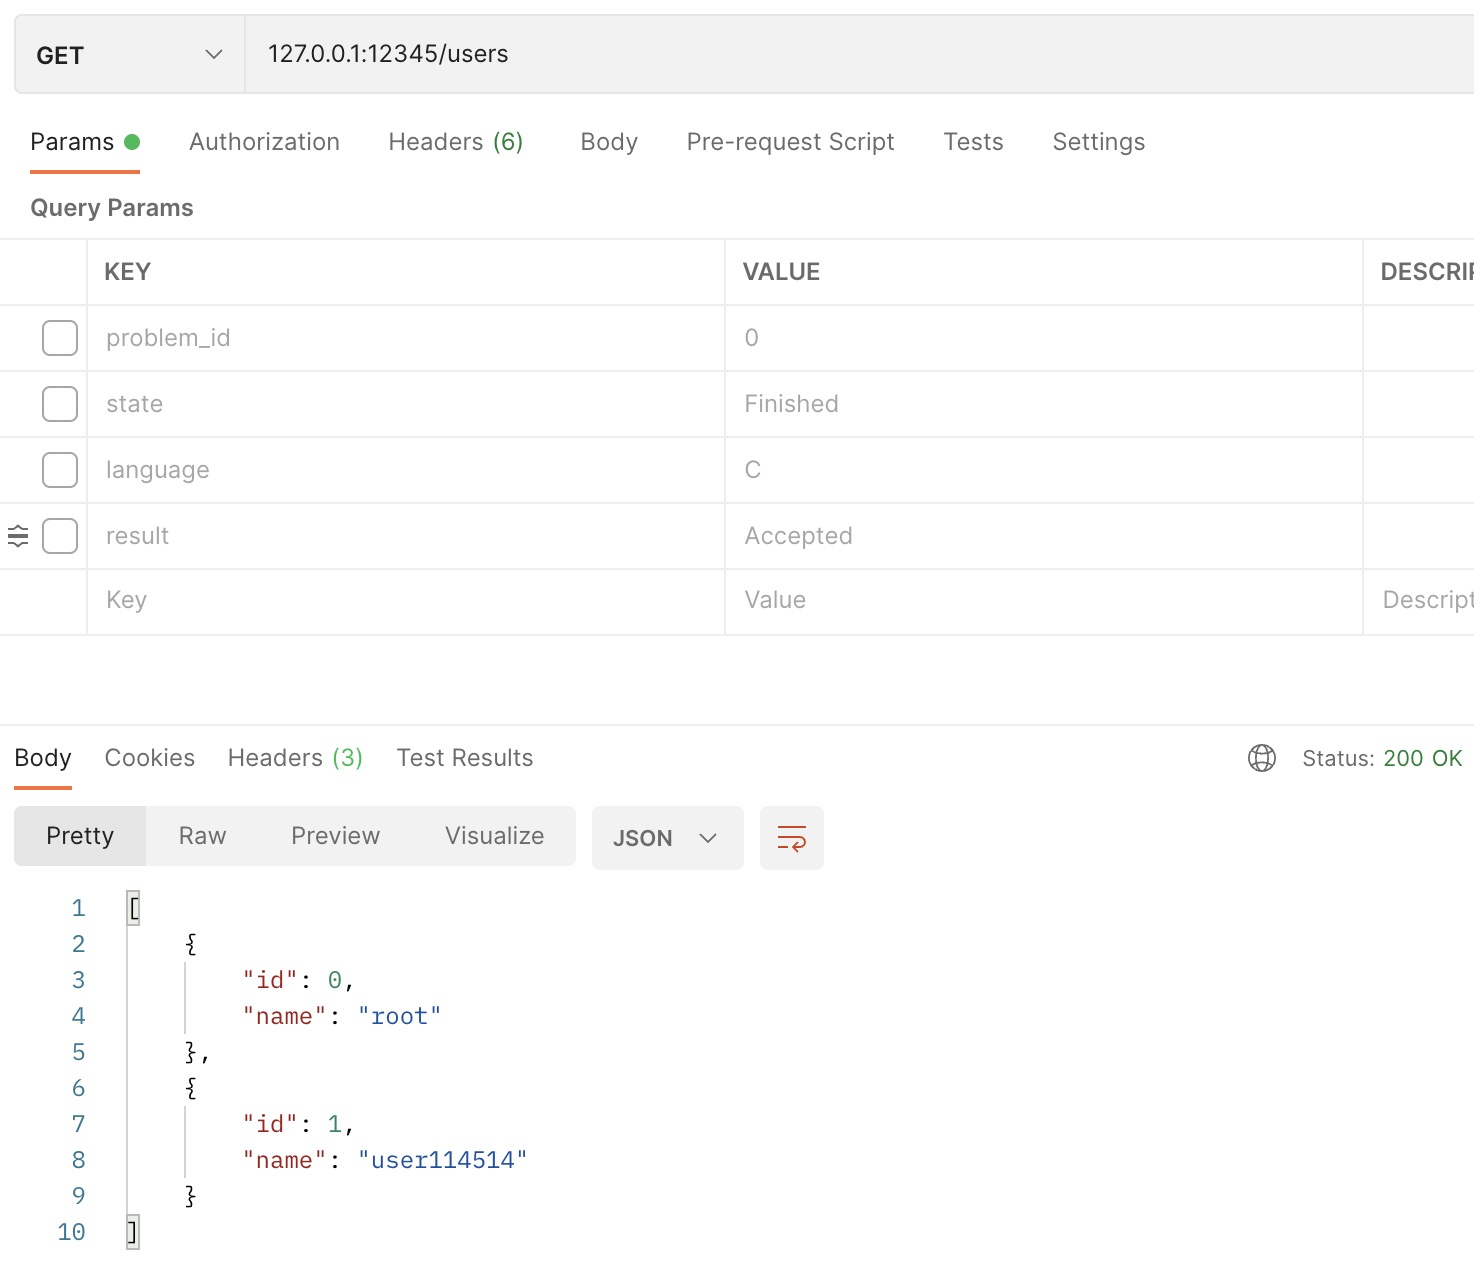 GET 127.0.0.1:12345/users
Params Authorization Headers (6) Body Pre-request Script Tests Settings
Query Params
KEY VALUE DESCRIP
problem_id 0
state Finished
language C
result Accepted
Key Value Descript
Body Cookies Headers (3) Test Results Status: 200 OK
Pretty Raw Preview Visualize JSON
1 [
2 {
3 "id": 0,
4 "name": "root"
5 },
6 {
7 "id": 1,
8 "name": "user114514"
9 }
10 ]